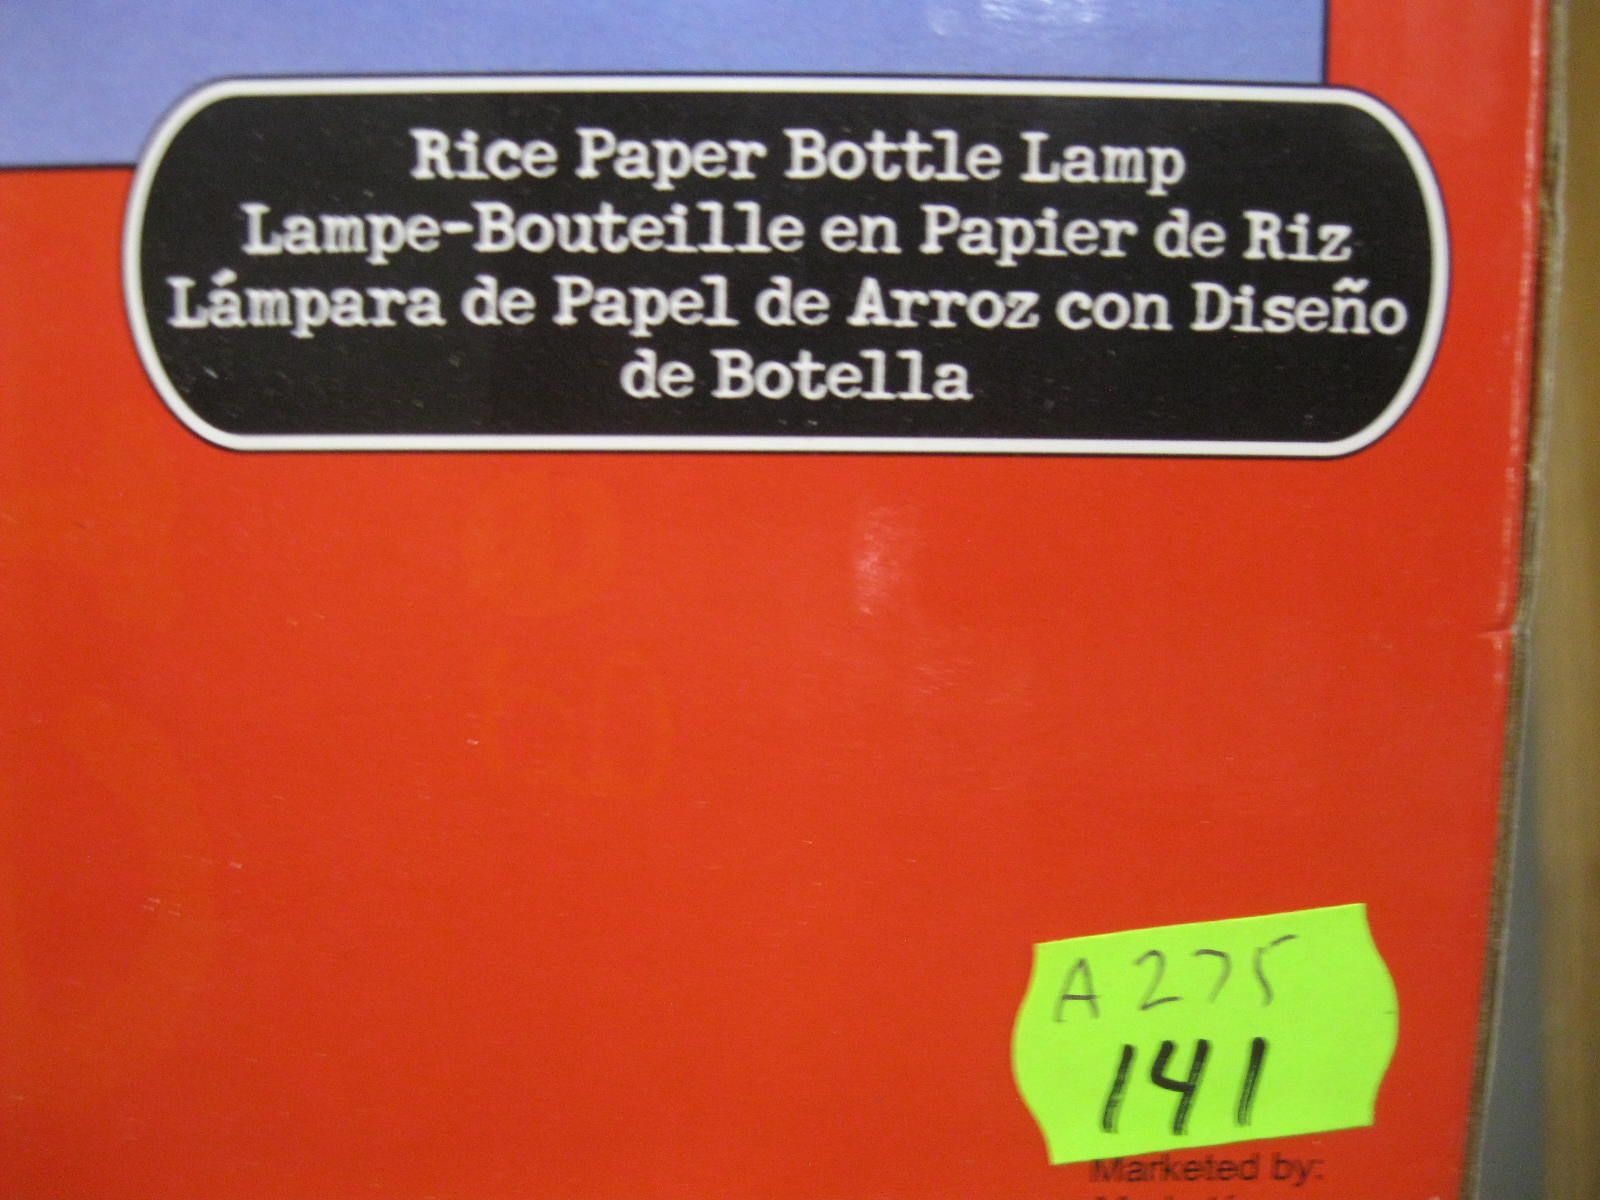 Rice Paper Bottle Lamp
Lampe-Bouteille en Papier de Riz
Lámpara de Papel de Arroz con Diseño
de Botella
A 275
141
Marketed by: